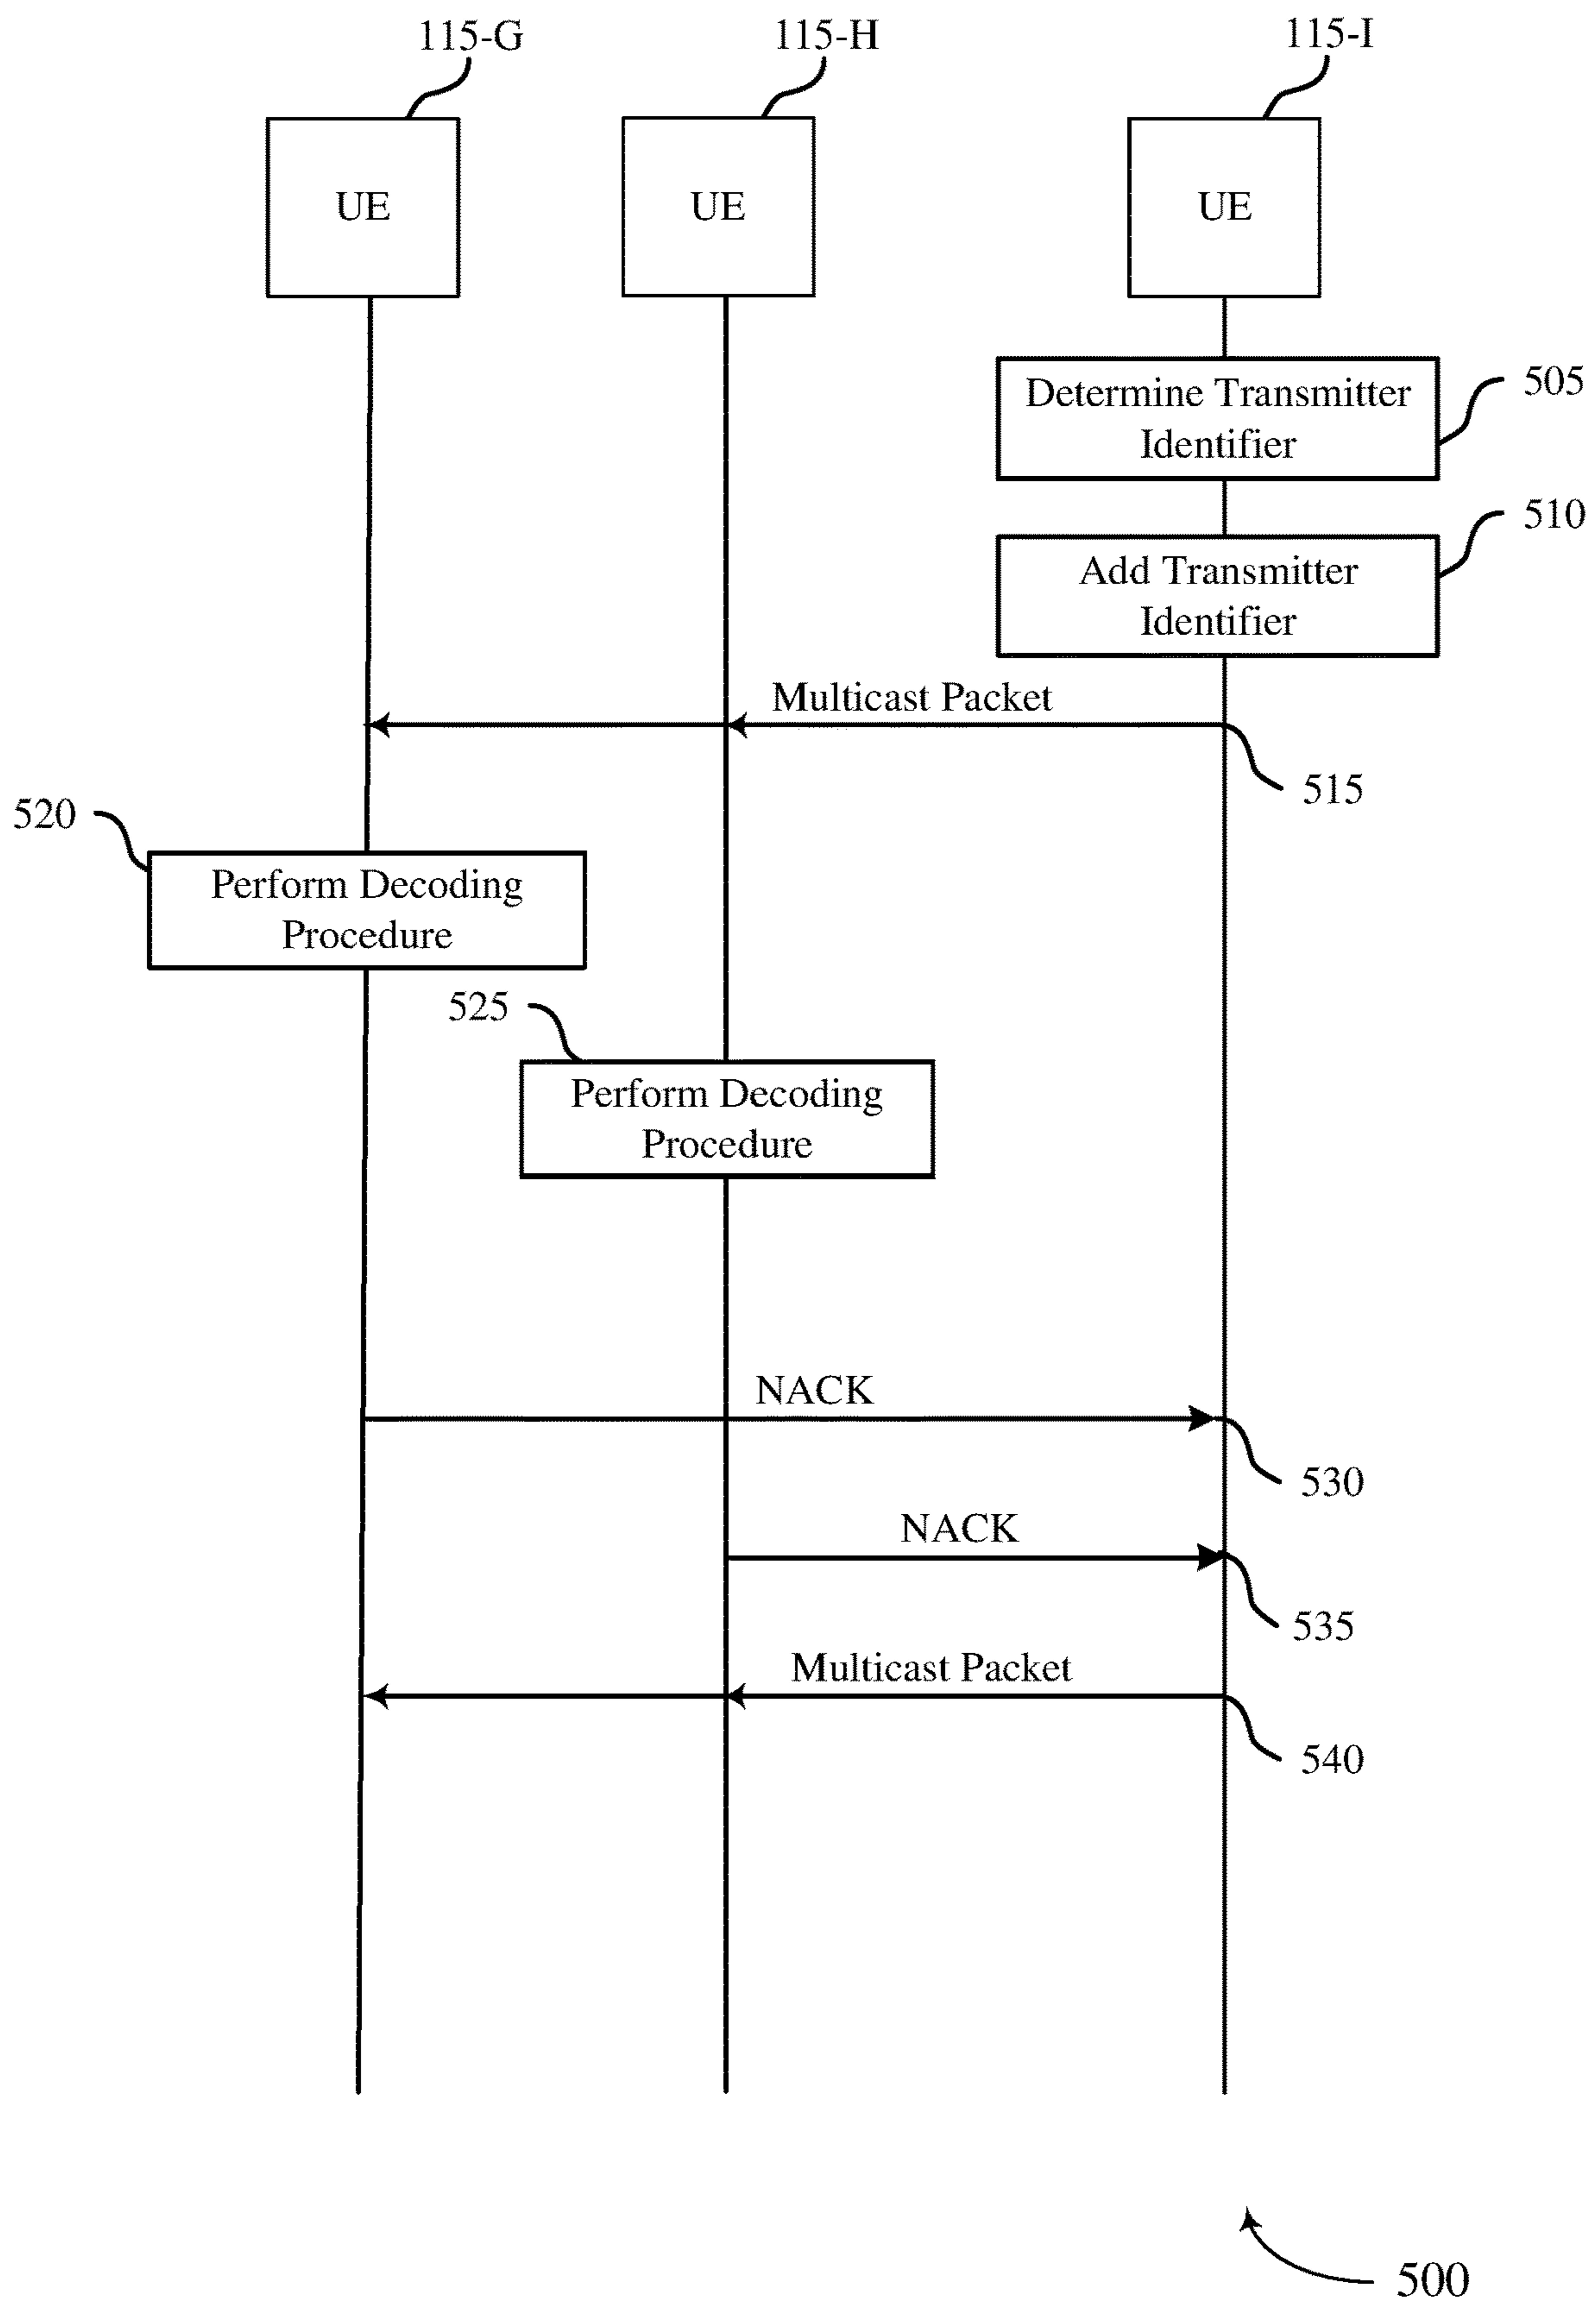 115-G
115-H
115-I
UE
UE
UE
Determine Transmitter
Identifier
505
Add Transmitter
Identifier
510
Multicast Packet
515
520
Perform Decoding
Procedure
525
Perform Decoding
Procedure
NACK
530
NACK
535
Multicast Packet
540
500